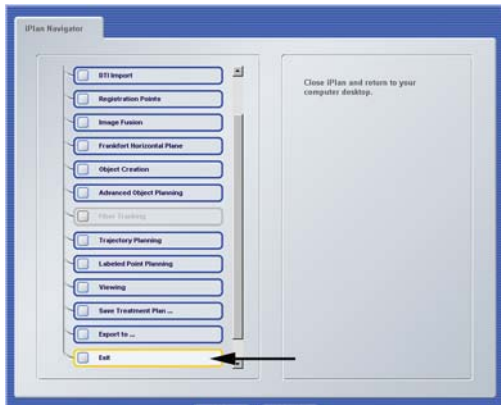 iPlan Navigator
DTI Import
Registration Points
Image Fusion
Frankfort Horizontal Plane
Object Creation
Advanced Object Planning
Fiber Tracking
Trajectory Planning
Labeled Point Planning
Viewing
Save Treatment Plan ...
Export to ...
Exit
Close iPlan and return to your
computer desktop.